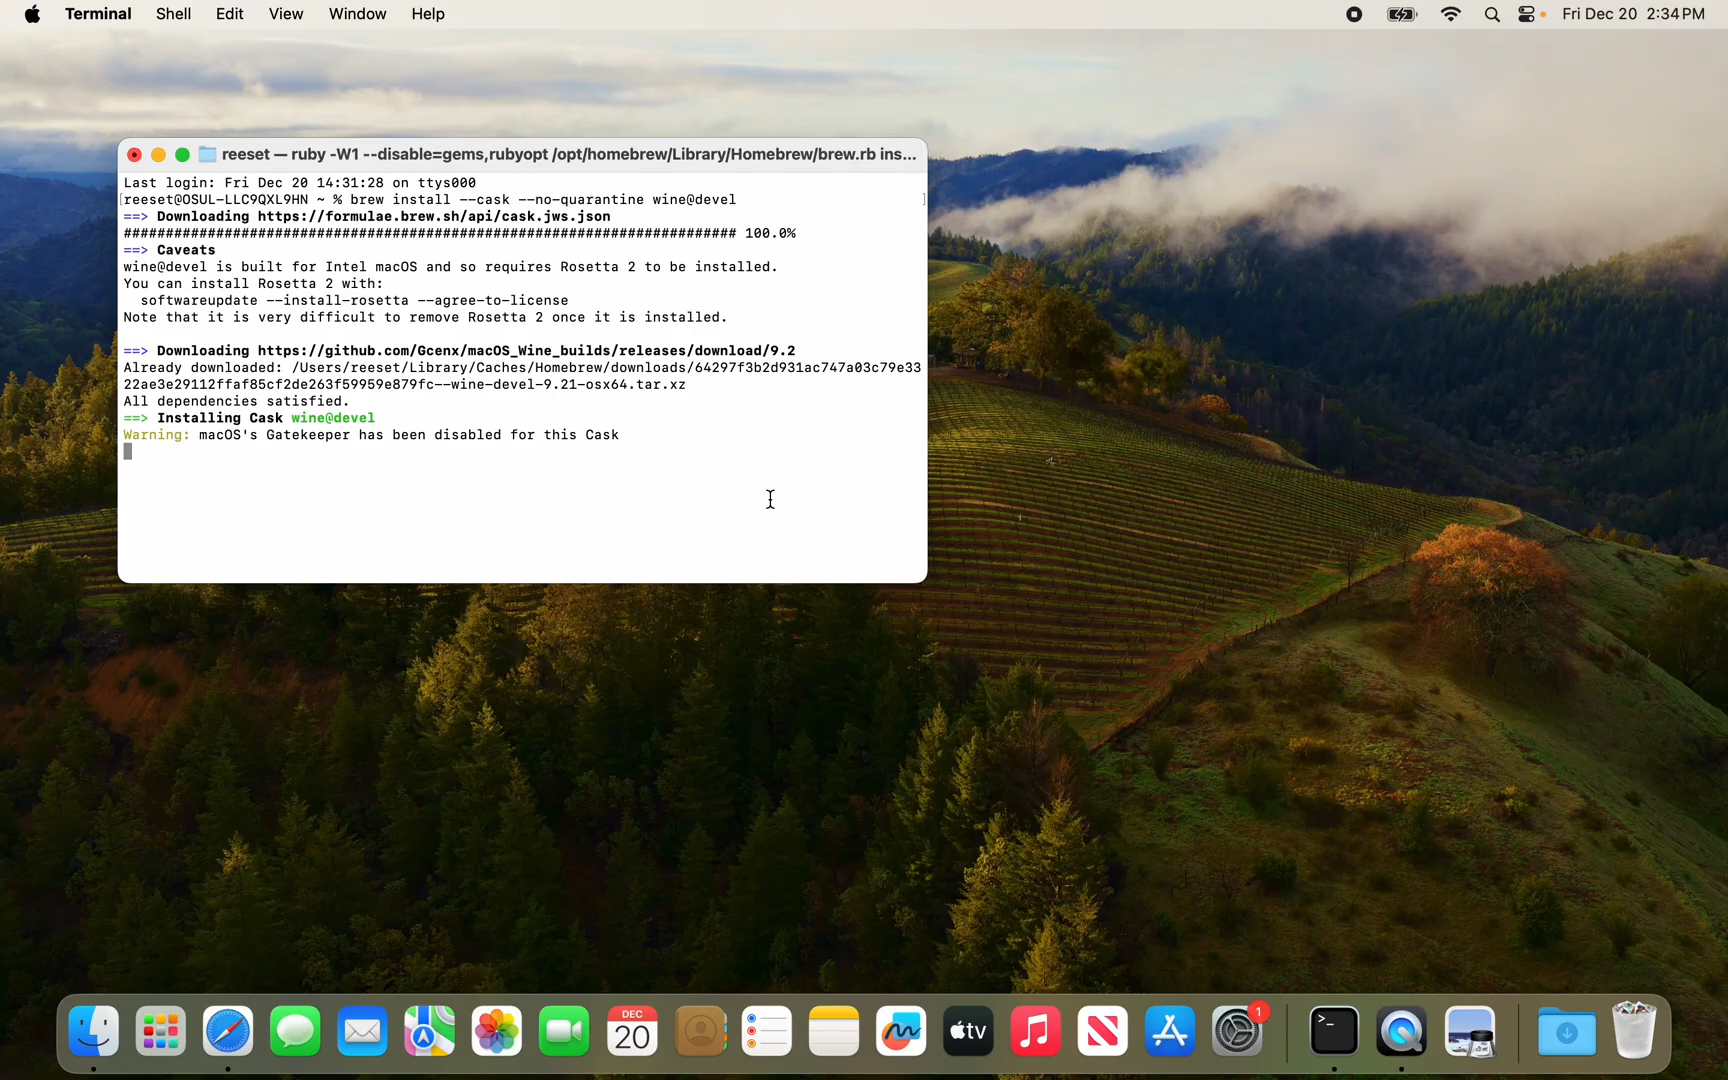 Terminal Shell Edit View Window Help Fri Dec 20 2:34 PM
reeset — ruby -W1 --disable=gems,rubyopt /opt/homebrew/Library/Homebrew/brew.rb ins...
Last login: Fri Dec 20 14:31:28 on ttys000
[reeset@OSUL-LLC9QXL9HN ~ % brew install --cask --no-quarantine wine@devel ]
==> Downloading https://formulae.brew.sh/api/cask.jws.json
######################################################################### 100.0%
==> Caveats
wine@devel is built for Intel macOS and so requires Rosetta 2 to be installed.
You can install Rosetta 2 with:
softwareupdate --install-rosetta --agree-to-license
Note that it is very difficult to remove Rosetta 2 once it is installed.
==> Downloading https://github.com/Gcenx/macOS_Wine_builds/releases/download/9.2
Already downloaded: /Users/reeset/Library/Caches/Homebrew/downloads/64297f3b2d931ac747a03c79e33
22ae3e29112ffaf85cf2de263f59959e879fc--wine-devel-9.21-osx64.tar.xz
All dependencies satisfied.
==> Installing Cask wine@devel
Warning: macOS's Gatekeeper has been disabled for this Cask
DEC
20
tv
1
>_